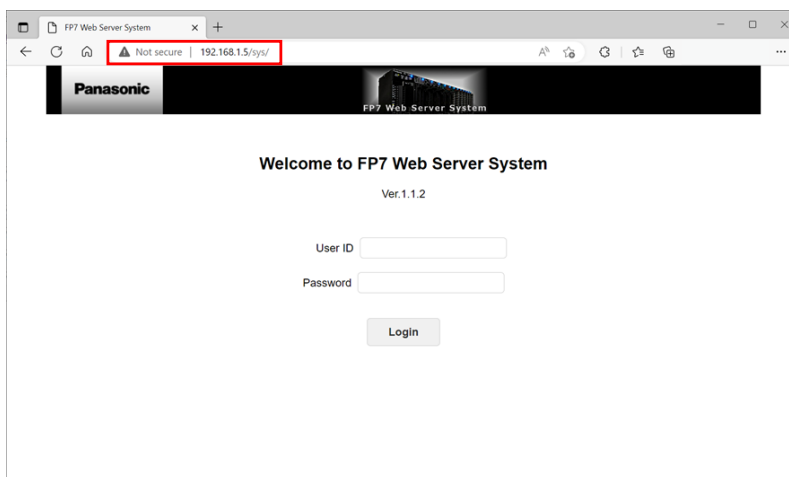 FP7 Web Server System
Not secure | 192.168.1.5/sys/
Panasonic
FP7 Web Server System
Welcome to FP7 Web Server System
Ver.1.1.2
User ID
Password
Login